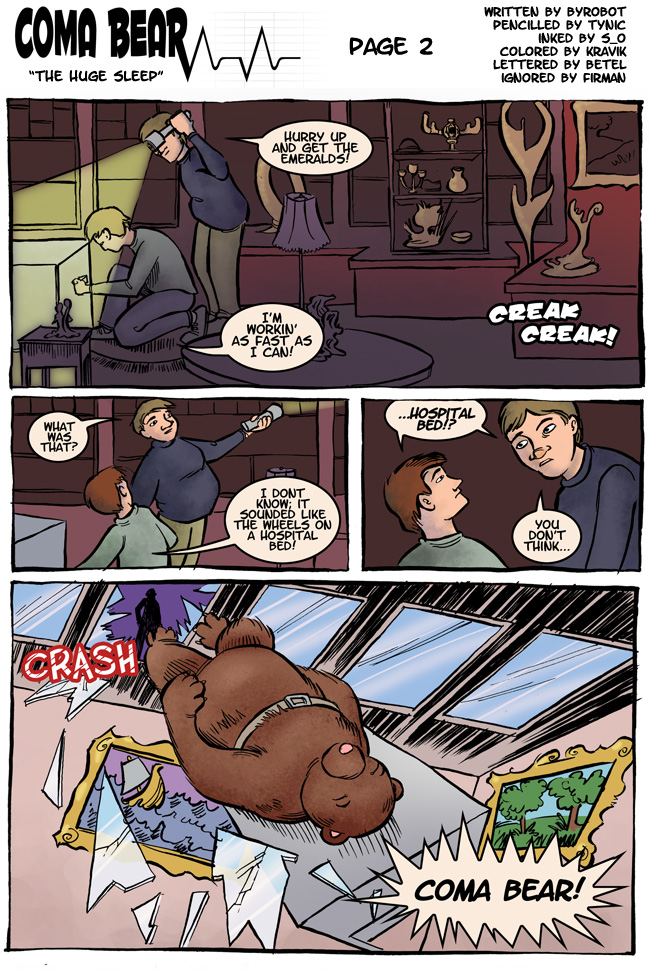 COMA BEAR
"THE HUGE SLEEP"
PAGE 2
WRITTEN BY BYROBOT
PENCILLED BY TYNIC
INKED BY S_O
COLORED BY KRAVIK
LETTERED BY BETEL
IGNORED BY FIRMAN
HURRY UP
AND GET THE
EMERALDS!
I'M
WORKIN'
AS FAST AS
I CAN!
CREAK
CREAK!
WHAT
WAS
THAT?
I DONT
KNOW; IT
SOUNDED LIKE
THE WHEELS ON
A HOSPITAL
BED!
...HOSPITAL
BED!?
YOU
DON'T
THINK...
CRASH
COMA BEAR!